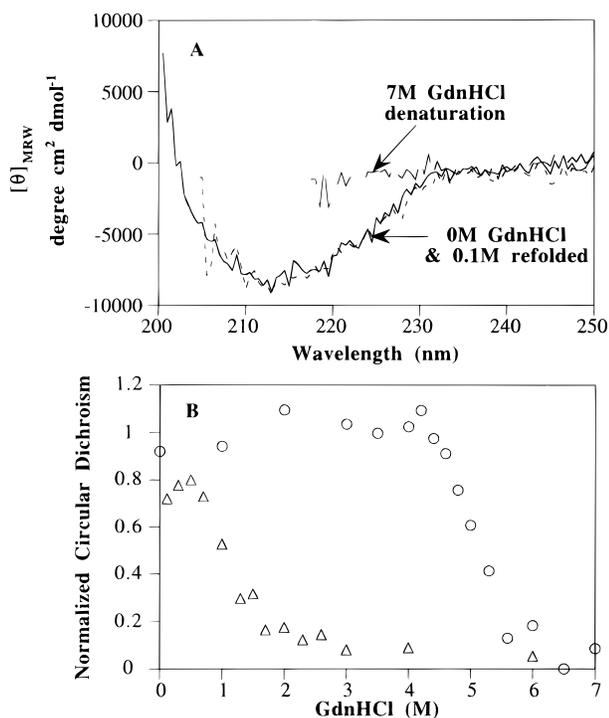 A
10000
5000
0
-5000
-10000
[θ]MRW
degree cm2 dmol-1
7M GdnHCl
denaturation
0M GdnHCl
& 0.1M refolded
200 210 220 230 240 250
Wavelength (nm)
B
1.2
1
0.8
0.6
0.4
0.2
0
Normalized Circular Dichroism
0 1 2 3 4 5 6 7
GdnHCl (M)